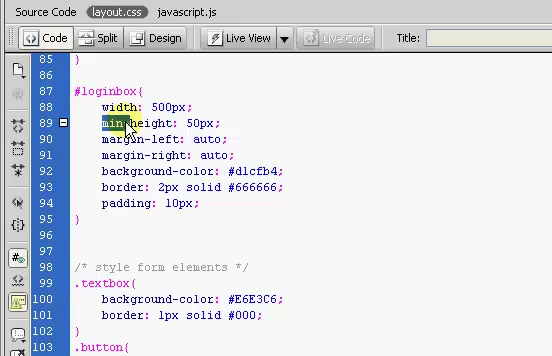 Source Code layout.css javascript.js
Code Split Design Live View Live Code Title:
85 }
86
87 #loginbox{
88 width: 500px;
89 min-height: 50px;
90 margin-left: auto;
91 margin-right: auto;
92 background-color: #d1cfb4;
93 border: 2px solid #666666;
94 padding: 10px;
95 }
96
97
98 /* style form elements */
99 .textbox{
100 background-color: #E6E3C6;
101 border: 1px solid #000;
102 }
103 .button{